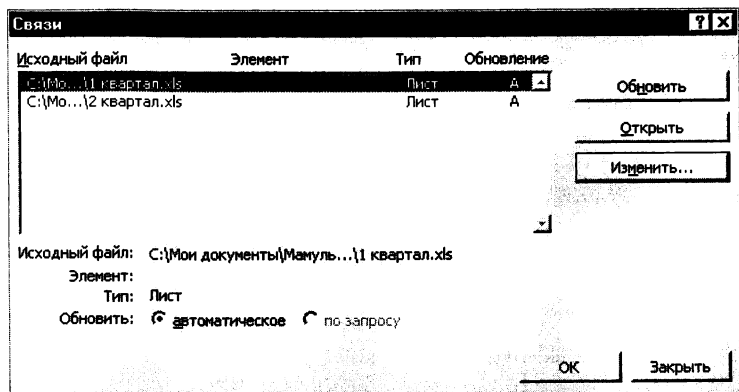 Связи
Исходный файл Элемент Тип Обновление
C:\Мо...\1 квартал.xls Лист А
C:\Мо...\2 квартал.xls Лист А
Обновить
Открыть
Изменить...
Исходный файл: C:\Мои документы\Мамуль...\1 квартал.xls
Элемент:
Тип: Лист
Обновить: автоматическое по запросу
OK Закрыть